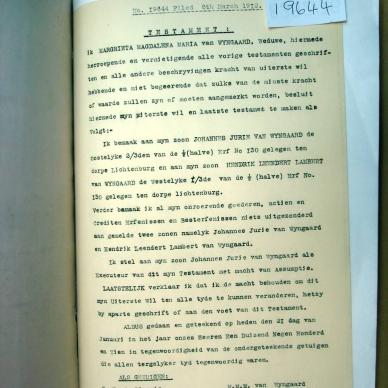 No. 19644 Filed 8th March 1912.
19644
TESTAMENT:
Ik MARGRIETA MAGDALENA MARIA van WYNGAARD, Weduwe, hiermede
herroepende en vernietigende alle vorige testamenten geschrif-
ten en alle andere beschryvingen kracht van uiterste wil
hebbende en niet begeerende dat zulke van de minste kracht
of waarde zullen zyn of moeten aangemerkt worden, besluit
hiermede myn uiterste wil en laatste testament te maken als
Volgt:-
Ik bemaak aan myn zoon JOHANNES JURIE VAN WYNGAARD de
Oostelyke 2/3den van de ½(halve) Erf No 130 gelegen ten
dorpe Lichtenburg en aan myn zoon HENDRIK LEENDERT LAMBERT
van WYNGAARD de Westelyke 1/3de van de ½ (halve) Erf No.
130 gelegen ten dorpe lichtenburg.
Verder bemaak ik al myn onroerende goederen, actien en
Crediten Erfenissen en Besterfenissen niets uitgezonderd
aan gemelde twee zonen namelyk Johannes Jurie van Wyngaard
en Hendrik Leendert Lambert van Wyngaard.
Ik stel aan myn zoon Johannes Jurie van Wyngaard als
Executeur van dit myn Testament met macht van Assumptie.
LAATSTELYK verklaar ik dat ik de macht behouden om dit
myn Uiterste Wil ten alle tyde te kunnen veranderen, hetzy
by aparte geschrift of aan den voet van dit Testament.
ALDUS gedaan en geteekend op heden den 21 dag van
Januari in het jaar onzes Heeren Een Duizend Negen Honderd
en Tien in tegenwoordigheid van de ondergeteekende getuigen
die allen tergelyker tyd tegenwoordig waren.
ALS GETUIGEN:
M.M.M. van Wyngaard